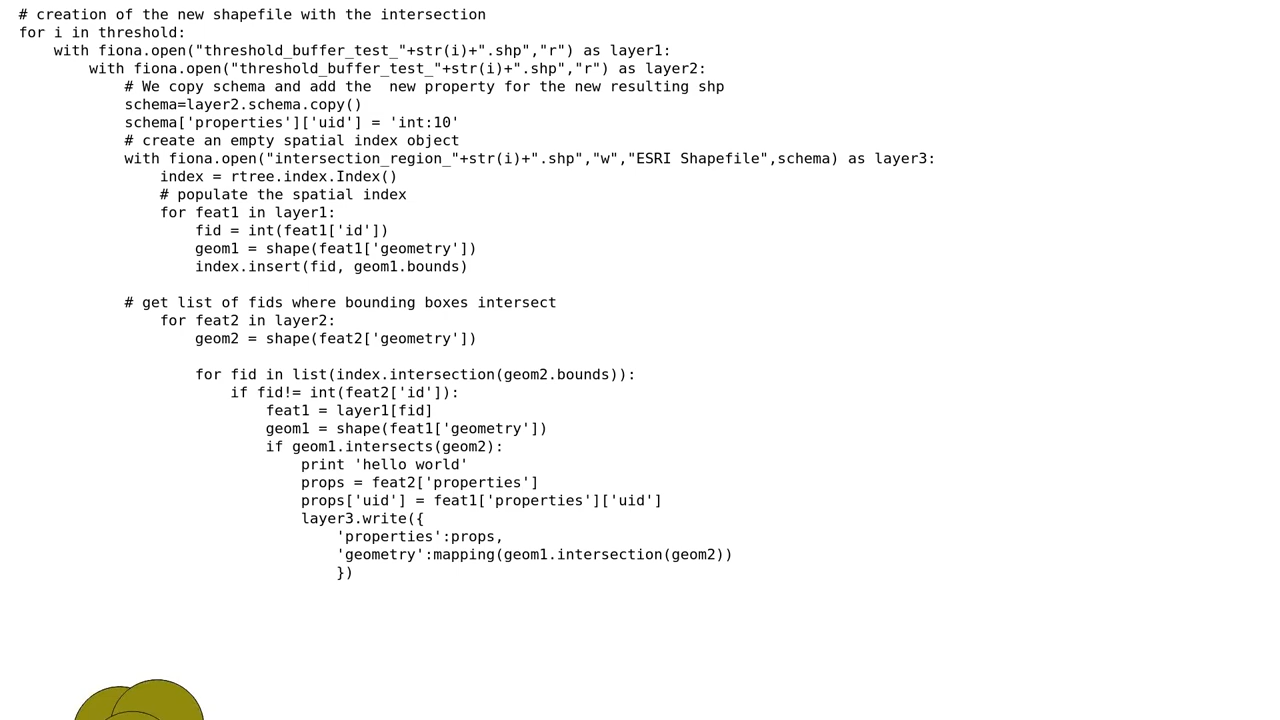 # creation of the new shapefile with the intersection
for i in threshold:
    with fiona.open("threshold_buffer_test_"+str(i)+".shp","r") as layer1:
        with fiona.open("threshold_buffer_test_"+str(i)+".shp","r") as layer2:
            # We copy schema and add the  new property for the new resulting shp
            schema=layer2.schema.copy()
            schema['properties']['uid'] = 'int:10'
            # create an empty spatial index object
            with fiona.open("intersection_region_"+str(i)+".shp","w","ESRI Shapefile",schema) as layer3:
                index = rtree.index.Index()
                # populate the spatial index
                for feat1 in layer1:
                    fid = int(feat1['id'])
                    geom1 = shape(feat1['geometry'])
                    index.insert(fid, geom1.bounds)

            # get list of fids where bounding boxes intersect
                for feat2 in layer2:
                    geom2 = shape(feat2['geometry'])

                    for fid in list(index.intersection(geom2.bounds)):
                        if fid!= int(feat2['id']):
                            feat1 = layer1[fid]
                            geom1 = shape(feat1['geometry'])
                            if geom1.intersects(geom2):
                                print 'hello world'
                                props = feat2['properties']
                                props['uid'] = feat1['properties']['uid']
                                layer3.write({
                                    'properties':props,
                                    'geometry':mapping(geom1.intersection(geom2))
                                    })